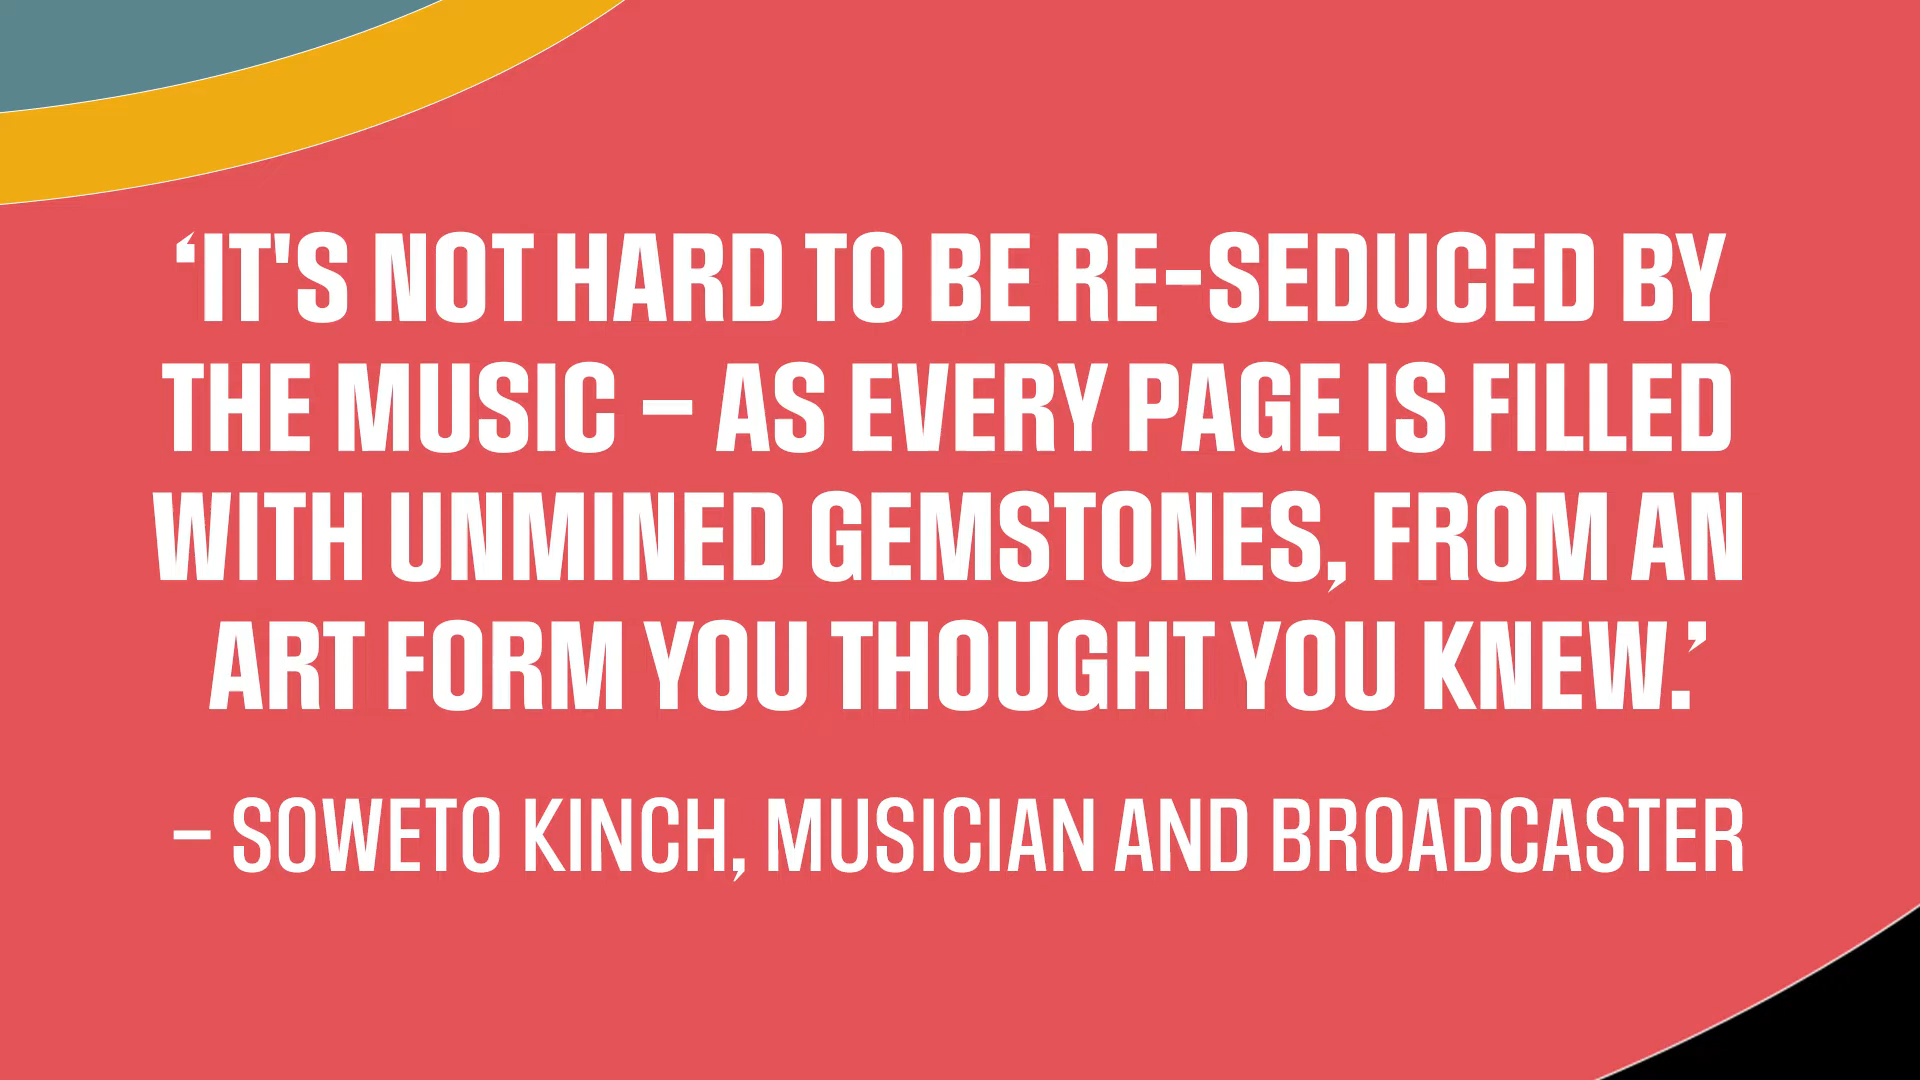 ‘IT'S NOT HARD TO BE RE-SEDUCED BY
THE MUSIC – AS EVERY PAGE IS FILLED
WITH UNMINED GEMSTONES, FROM AN
ART FORM YOU THOUGHT YOU KNEW.’
– SOWETO KINCH, MUSICIAN AND BROADCASTER